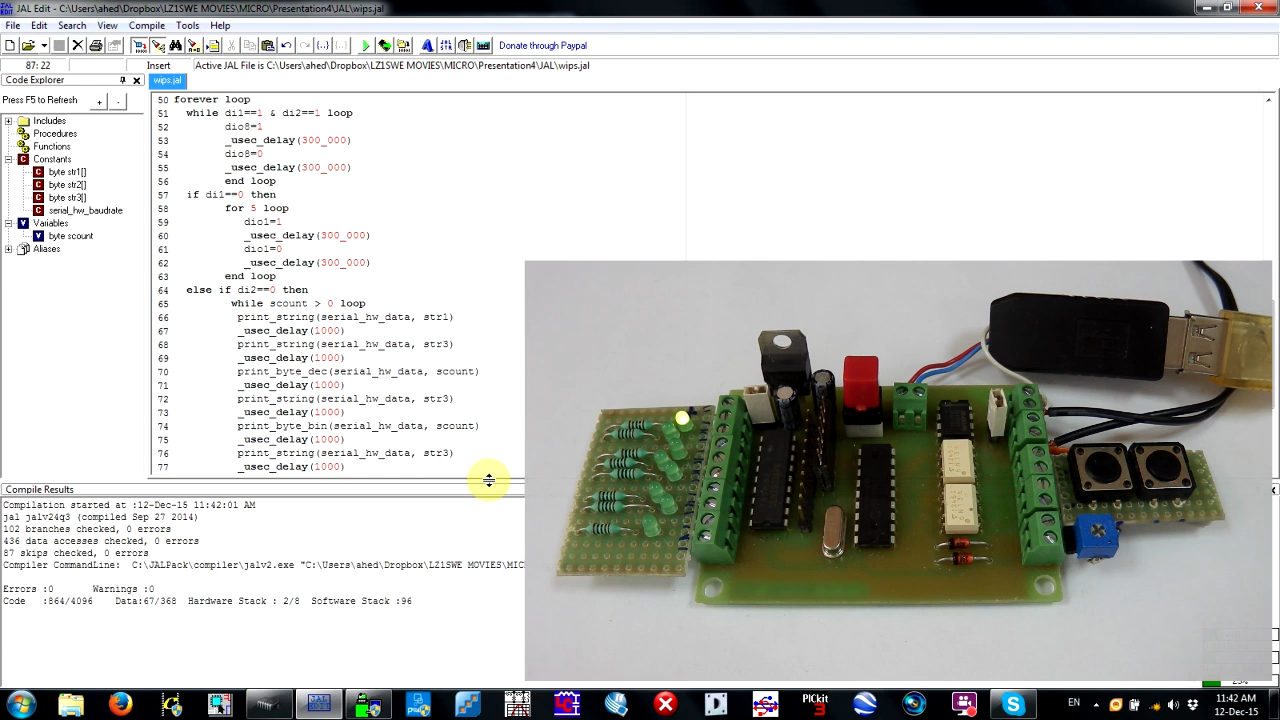 JAL Edit - C:\Users\ahed\Dropbox\LZ1SWE MOVIES\MICRO\Presentation4\JAL\wips.jal
File Edit Search View Compile Tools Help
Donate through Paypal
87: 22 Insert Active JAL File is C:\Users\ahed\Dropbox\LZ1SWE MOVIES\MICRO\Presentation4\JAL\wips.jal
Code Explorer
wips.jal
Press F5 to Refresh + -
Includes
Procedures
Functions
Constants
byte str1[]
byte str2[]
byte str3[]
serial_hw_baudrate
Variables
byte scount
Aliases
50 forever loop
51 while di1==1 & di2==1 loop
52 dio8=1
53 _usec_delay(300_000)
54 dio8=0
55 _usec_delay(300_000)
56 end loop
57 if di1==0 then
58 for 5 loop
59 dio1=1
60 _usec_delay(300_000)
61 dio1=0
62 _usec_delay(300_000)
63 end loop
64 else if di2==0 then
65 while scount > 0 loop
66 print_string(serial_hw_data, str1)
67 _usec_delay(1000)
68 print_string(serial_hw_data, str3)
69 _usec_delay(1000)
70 print_byte_dec(serial_hw_data, scount)
71 _usec_delay(1000)
72 print_string(serial_hw_data, str3)
73 _usec_delay(1000)
74 print_byte_bin(serial_hw_data, scount)
75 _usec_delay(1000)
76 print_string(serial_hw_data, str3)
77 _usec_delay(1000)
Compile Results
Compilation started at :12-Dec-15 11:42:01 AM
jal jalv24q3 (compiled Sep 27 2014)
102 branches checked, 0 errors
436 data accesses checked, 0 errors
87 skips checked, 0 errors
Compiler CommandLine: C:\JALPack\compiler\jalv2.exe "C:\Users\ahed\Dropbox\LZ1SWE MOVIES\MIC
Errors :0 Warnings :0
Code :864/4096 Data:67/368 Hardware Stack : 2/8 Software Stack :96
PICkit
3
EN
11:42 AM
12-Dec-15